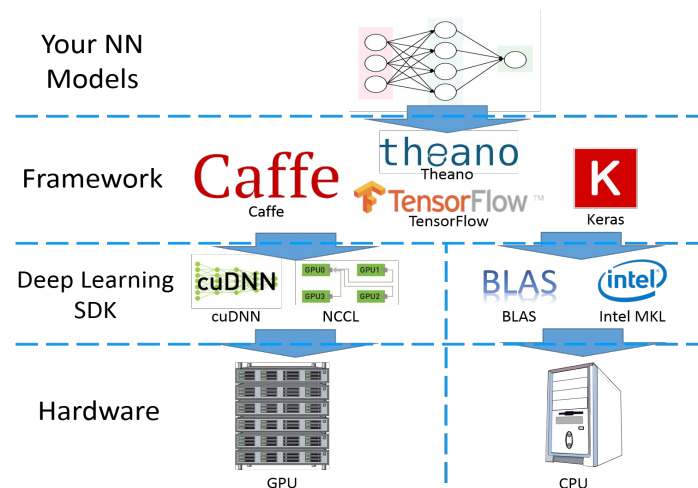 Your NN
Models
Framework
Caffe
Caffe
theano
Theano
TensorFlow™
TensorFlow
K
Keras
Deep Learning
SDK
cuDNN
cuDNN
GPU0
GPU1
GPU3
GPU2
NCCL
BLAS
BLAS
intel
Intel MKL
Hardware
GPU
CPU